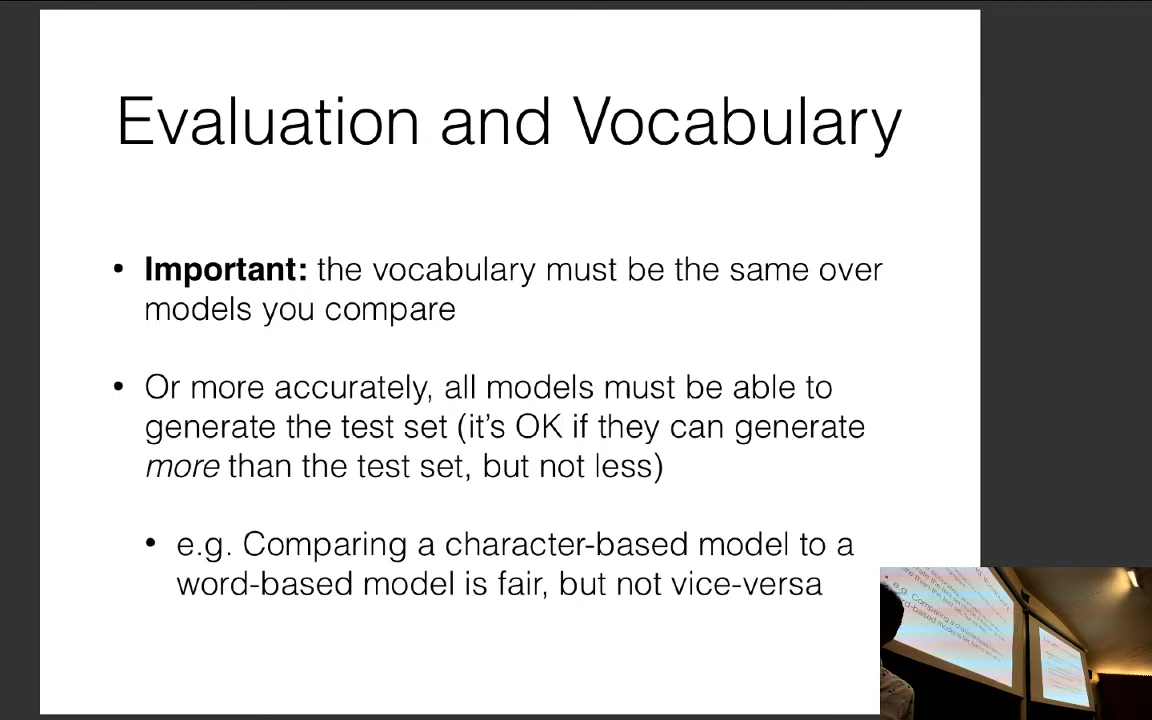 Evaluation and Vocabulary
• Important: the vocabulary must be the same over
models you compare
• Or more accurately, all models must be able to
generate the test set (it’s OK if they can generate
more than the test set, but not less)
• e.g. Comparing a character-based model to a
word-based model is fair, but not vice-versa